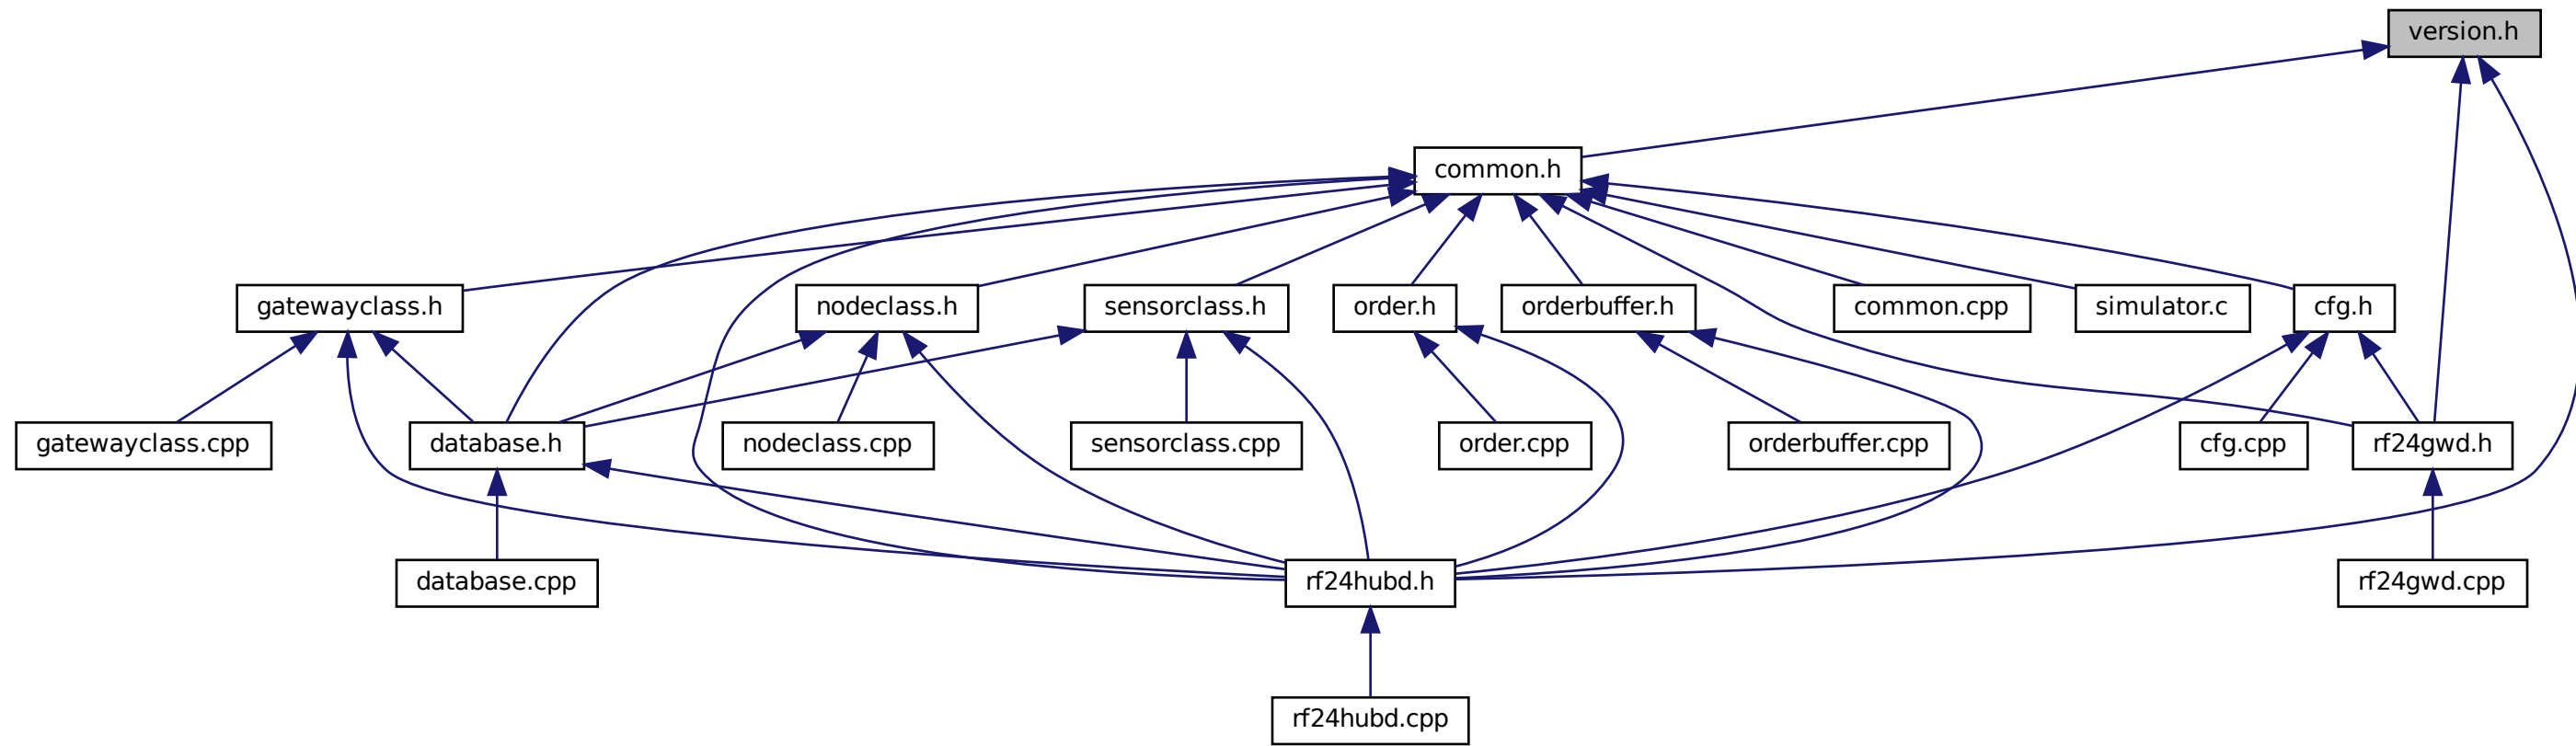 version.h
common.h
gatewayclass.h
nodeclass.h
sensorclass.h
order.h
orderbuffer.h
common.cpp
simulator.c
cfg.h
gatewayclass.cpp
database.h
nodeclass.cpp
sensorclass.cpp
order.cpp
orderbuffer.cpp
cfg.cpp
rf24gwd.h
database.cpp
rf24hubd.h
rf24gwd.cpp
rf24hubd.cpp